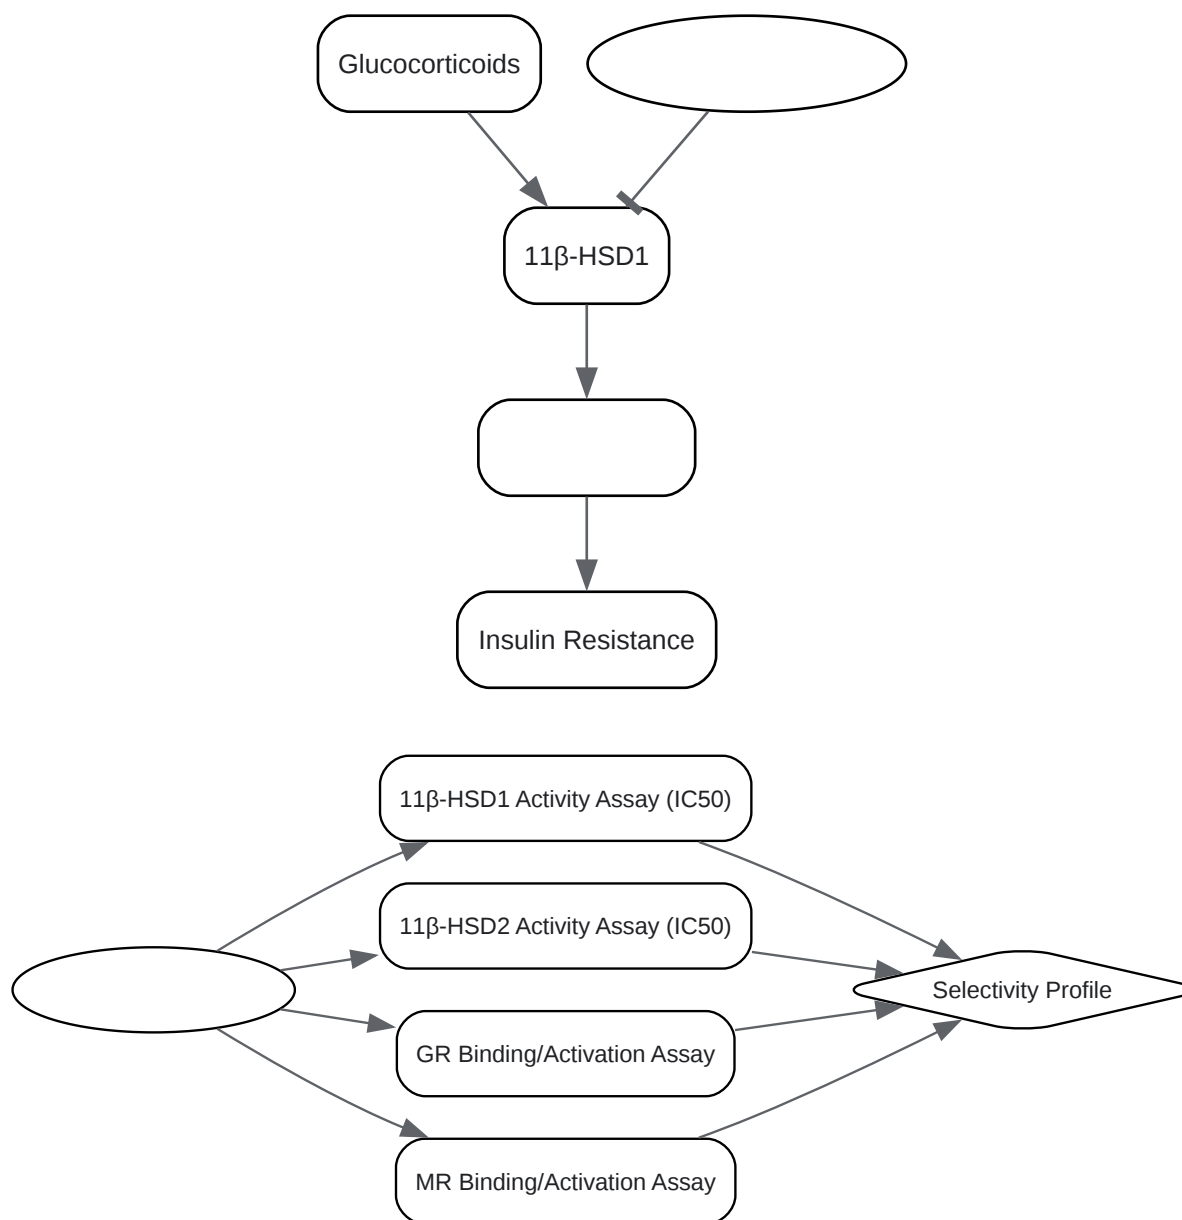 Glucocorticoids
11β-HSD1
Insulin Resistance
11β-HSD1 Activity Assay (IC50)
11β-HSD2 Activity Assay (IC50)
Selectivity Profile
GR Binding/Activation Assay
MR Binding/Activation Assay